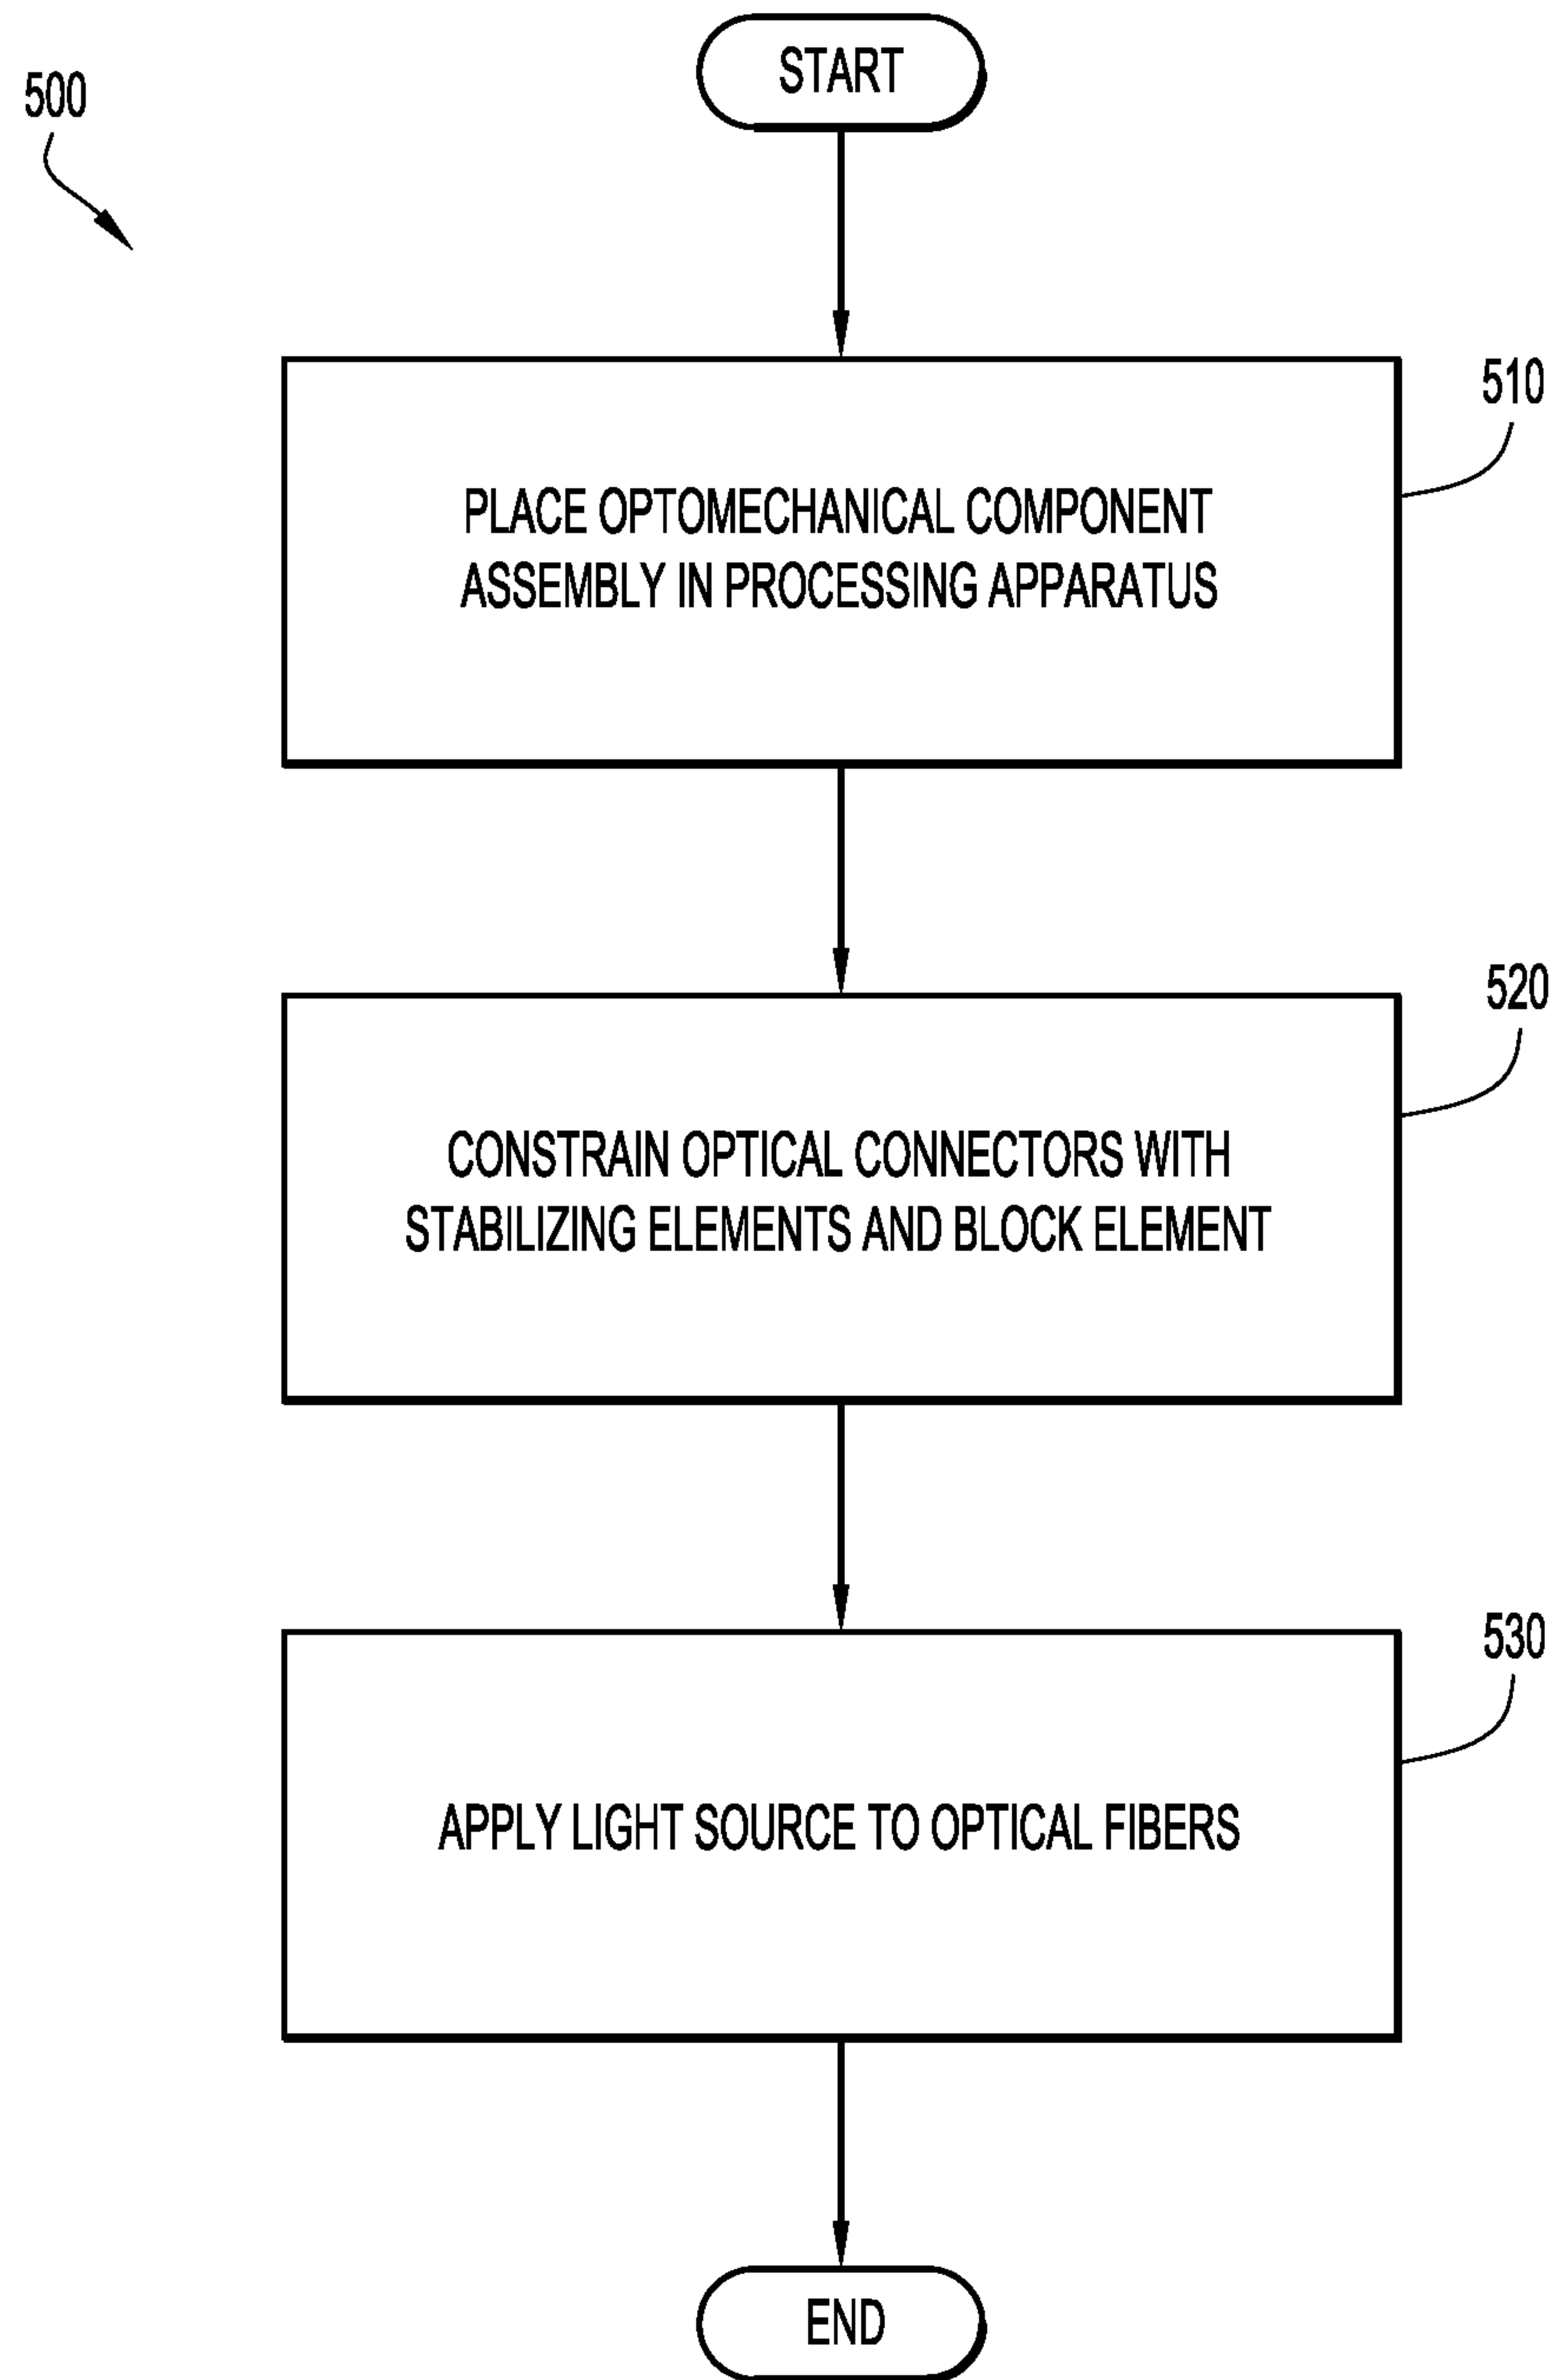 START
500
510
PLACE OPTOMECHANICAL COMPONENT
ASSEMBLY IN PROCESSING APPARATUS
520
CONSTRAIN OPTICAL CONNECTORS WITH
STABILIZING ELEMENTS AND BLOCK ELEMENT
530
APPLY LIGHT SOURCE TO OPTICAL FIBERS
END